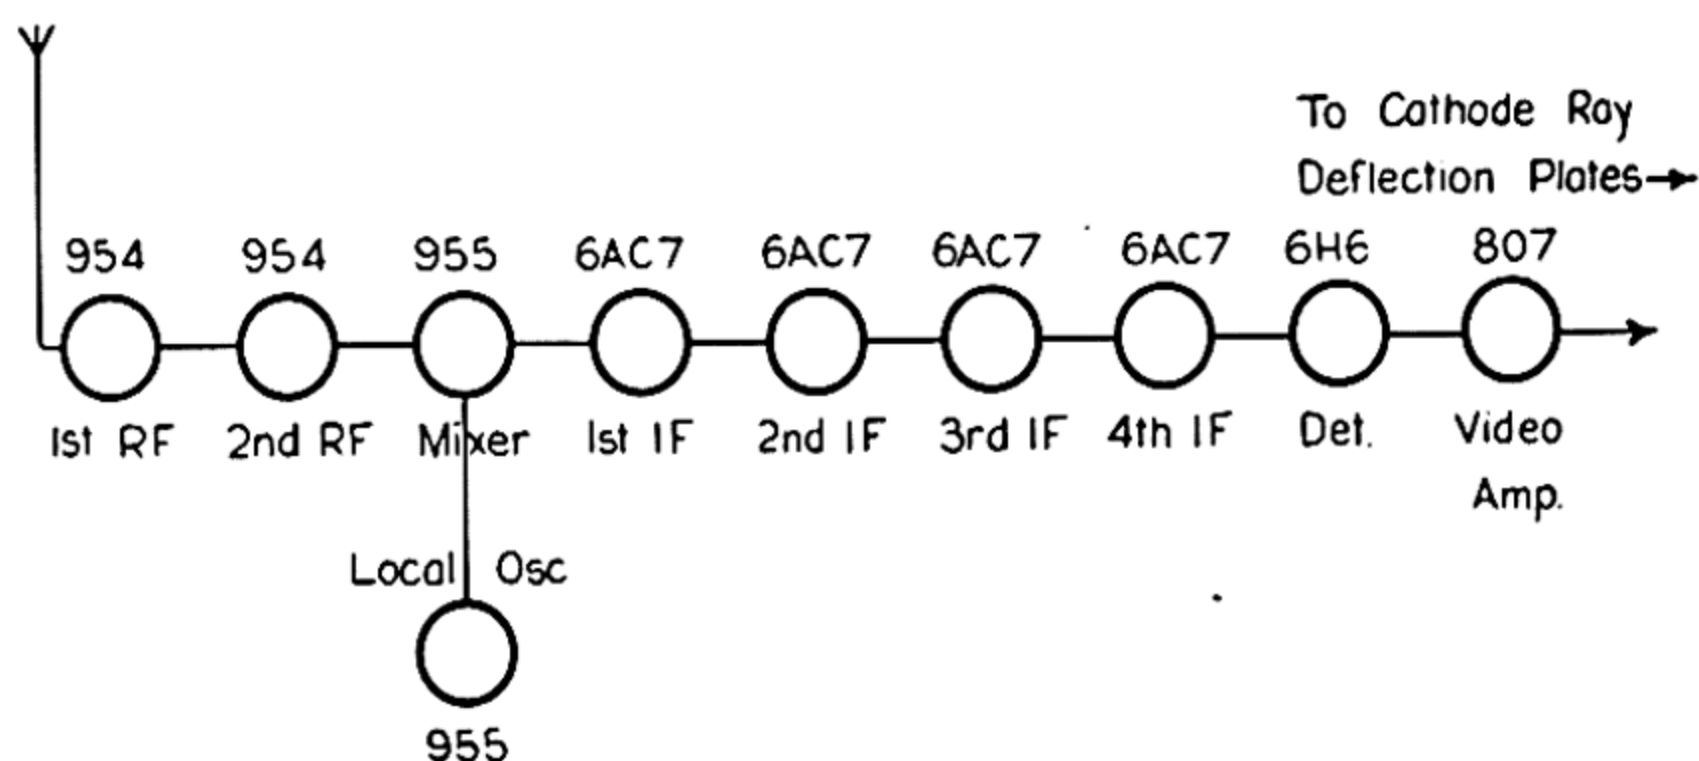 To Cathode Ray
Deflection Plates
954 954 955 6AC7 6AC7 6AC7 6AC7 6H6 807
1st RF 2nd RF Mixer 1st IF 2nd IF 3rd IF 4th IF Det. Video
Amp.
Local Osc
955